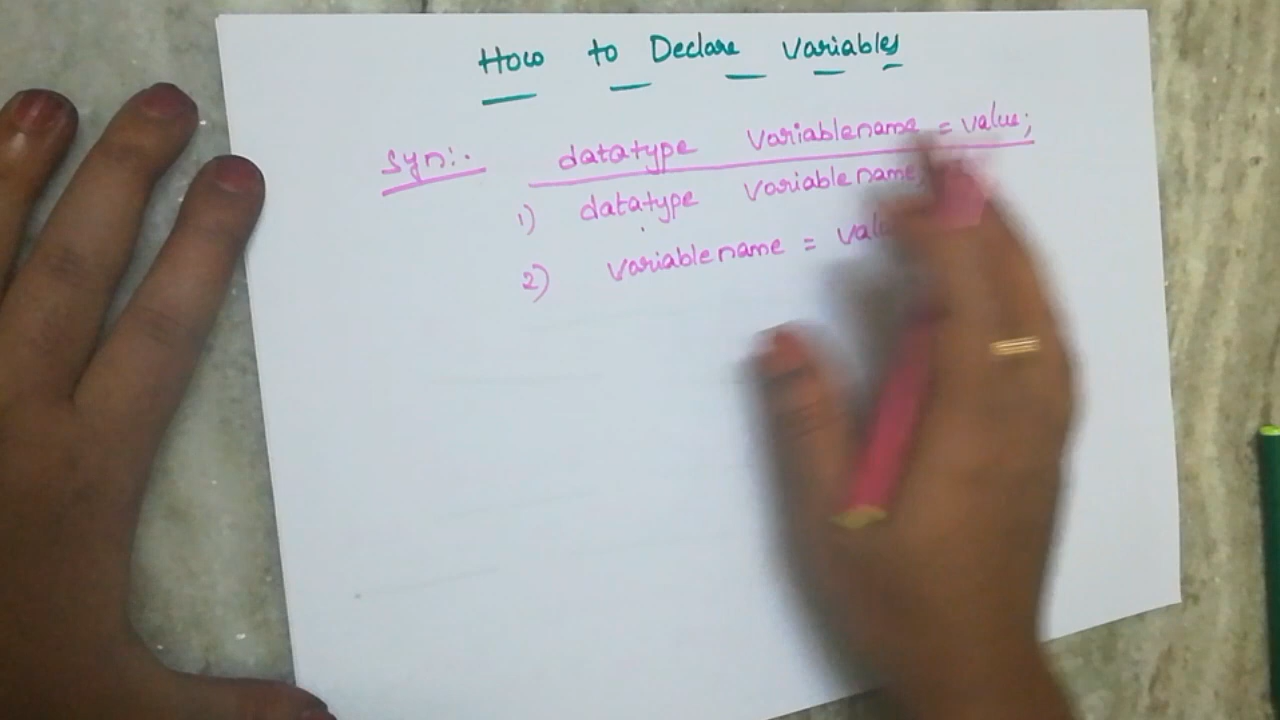 How to Declare Variables
Syn:- datatype variablename = value;
1) datatype variablename;
2) variablename =